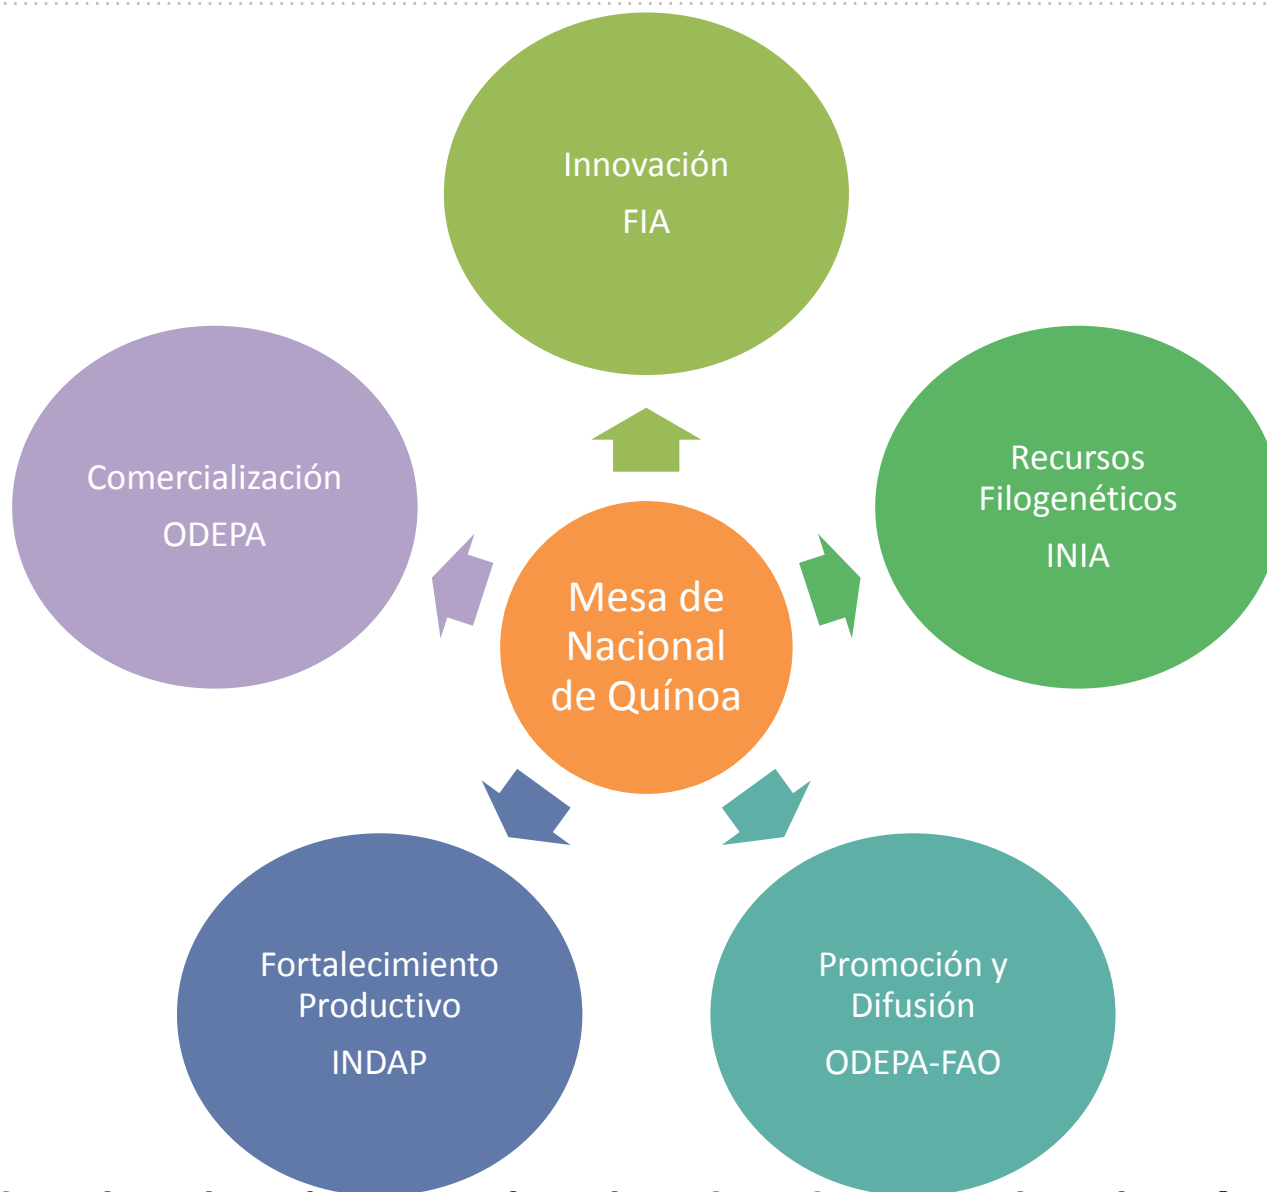 Innovación
FIA
Comercialización
ODEPA
Recursos
Filogenéticos
INIA
Mesa de
Nacional
de Quínoa
Fortalecimiento
Productivo
INDAP
Promoción y
Difusión
ODEPA-FAO